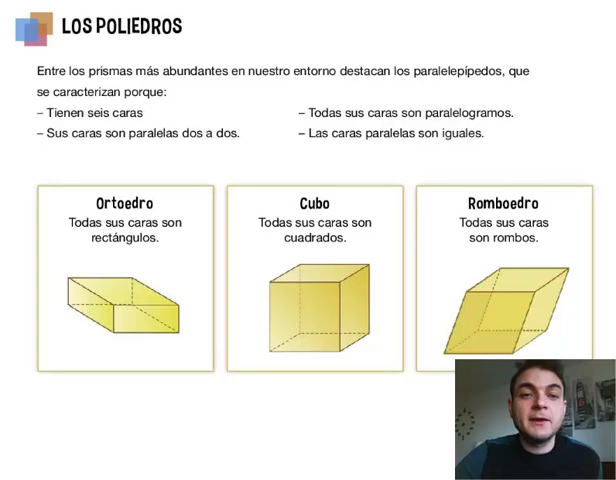 LOS POLIEDROS
Entre los prismas más abundantes en nuestro entorno destacan los paralelepípedos, que
se caracterizan porque:
– Tienen seis caras
– Sus caras son paralelas dos a dos.
– Todas sus caras son paralelogramos.
– Las caras paralelas son iguales.
Ortoedro
Todas sus caras son
rectángulos.
Cubo
Todas sus caras son
cuadrados.
Romboedro
Todas sus caras
son rombos.